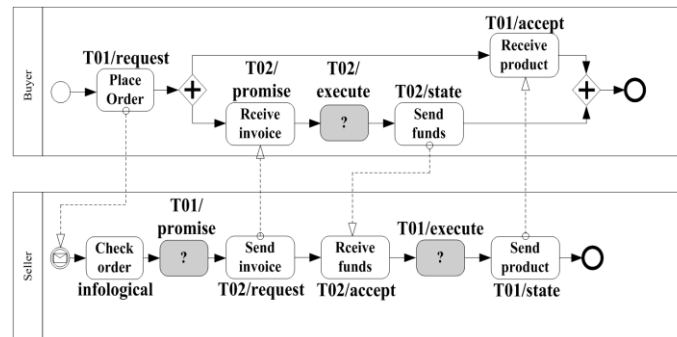 Buyer
T01/request
Place
Order
T02/
promise
Rceive
invoice
T02/
execute
?
T02/state
Send
funds
T01/accept
Receive
product
Seller
Check
order
infological
T01/
promise
?
Send
invoice
T02/request
Rceive
funds
T02/accept
T01/execute
?
Send
product
T01/state